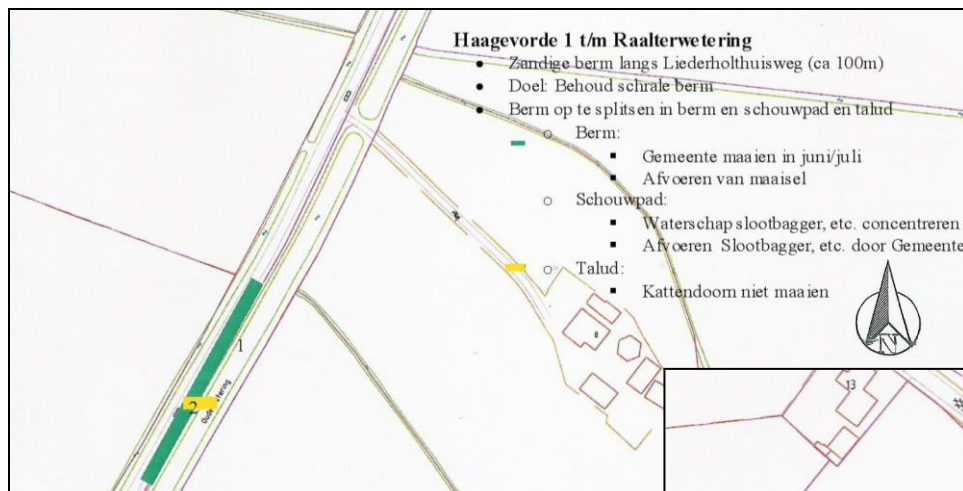 Haagevorde 1 t/m Raalterwetering
● Zandige berm langs Liederholthuisweg (ca 100m)
● Doel: Behoud schrale berm
● Berm op te splitsen in berm en schouwpad en talud
○ Berm:
■ Gemeente maaien in juni/juli
■ Afvoeren van maaisel
○ Schouwpad:
■ Waterschap slootbagger, etc. concentreren
■ Afvoeren Slootbagger, etc. door Gemeente
○ Talud:
■ Kattendoorn niet maaien
N
8
1
2
13